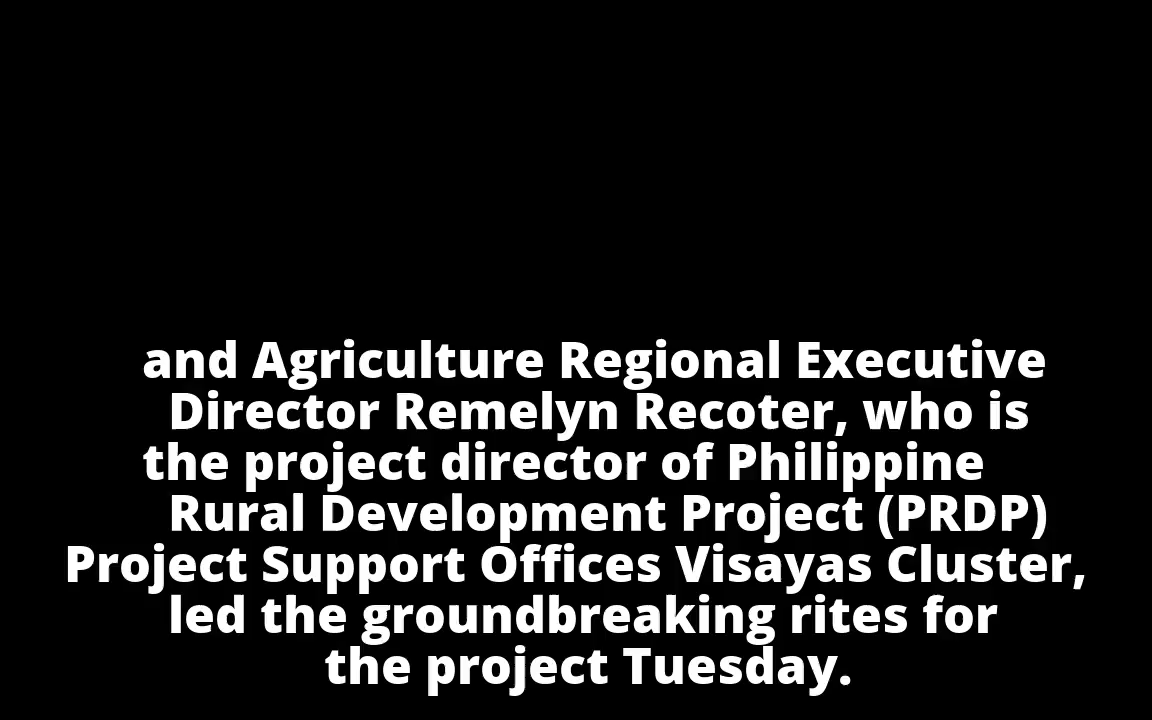 and Agriculture Regional Executive
Director Remelyn Recoter, who is
the project director of Philippine
Rural Development Project (PRDP)
Project Support Offices Visayas Cluster,
led the groundbreaking rites for
the project Tuesday.